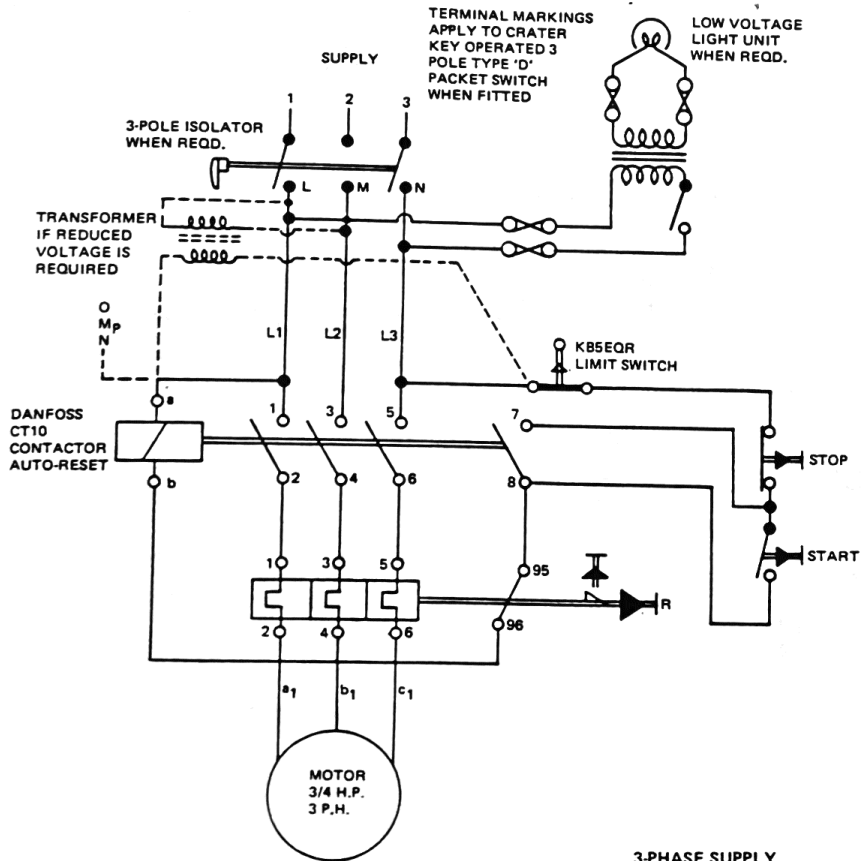 TERMINAL MARKINGS
APPLY TO CRATER
KEY OPERATED 3
POLE TYPE 'D'
PACKET SWITCH
WHEN FITTED
LOW VOLTAGE
LIGHT UNIT
WHEN REQD.
SUPPLY
1 2 3
3-POLE ISOLATOR
WHEN REQD.
L M N
TRANSFORMER
IF REDUCED
VOLTAGE IS
REQUIRED
O
MP
N
L1 L2 L3
KB5EQR
LIMIT SWITCH
a
1 3 5 7
DANFOSS
CT10
CONTACTOR
AUTO-RESET
b
2 4 6 8
STOP
START
1 3 5 95
R
2 4 6 96
a1 b1 c1
MOTOR
3/4 H.P.
3 P.H.
3-PHASE SUPPLY